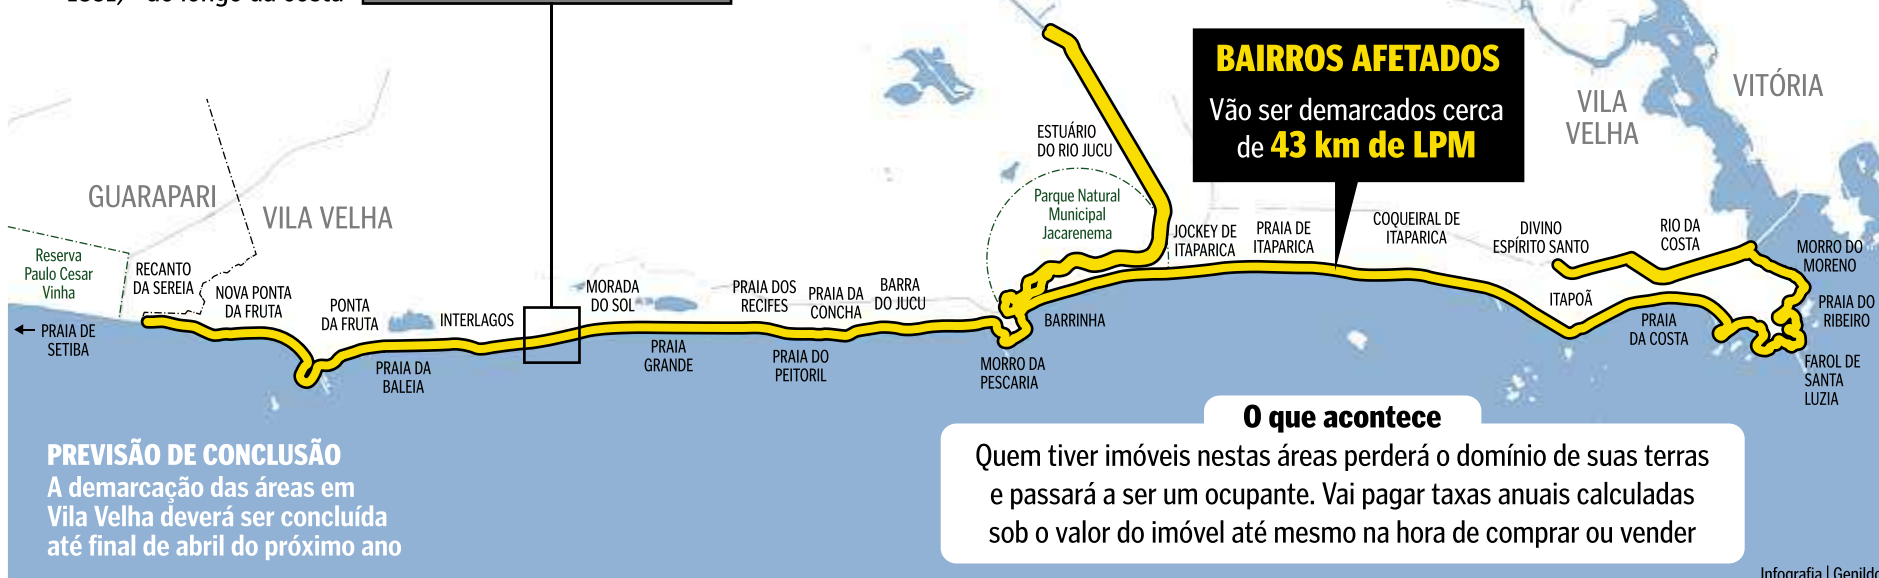 ao longo da costa
BAIRROS AFETADOS
Vão ser demarcados cerca
de 43 km de LPM
VITÓRIA
VILA
VELHA
ESTUÁRIO
DO RIO JUCU
GUARAPARI
VILA VELHA
Parque Natural
Municipal
Jacarenema
Reserva
Paulo Cesar
Vinha
RECANTO
DA SEREIA
NOVA PONTA
DA FRUTA
PONTA
DA FRUTA
INTERLAGOS
MORADA
DO SOL
PRAIA DOS
RECIFES
PRAIA DA
CONCHA
BARRA
DO JUCU
JOCKEY DE
ITAPARICA
PRAIA DE
ITAPARICA
COQUEIRAL DE
ITAPARICA
DIVINO
ESPÍRITO SANTO
RIO DA
COSTA
MORRO DO
MORENO
PRAIA DE
SETIBA
PRAIA DA
BALEIA
PRAIA
GRANDE
PRAIA DO
PEITORIL
MORRO DA
PESCARIA
BARRINHA
ITAPOÃ
PRAIA
DA COSTA
PRAIA DO
RIBEIRO
FAROL DE
SANTA
LUZIA
PREVISÃO DE CONCLUSÃO
A demarcação das áreas em
Vila Velha deverá ser concluída
até final de abril do próximo ano
O que acontece
Quem tiver imóveis nestas áreas perderá o domínio de suas terras
e passará a ser um ocupante. Vai pagar taxas anuais calculadas
sob o valor do imóvel até mesmo na hora de comprar ou vender
Infografia | Genildo